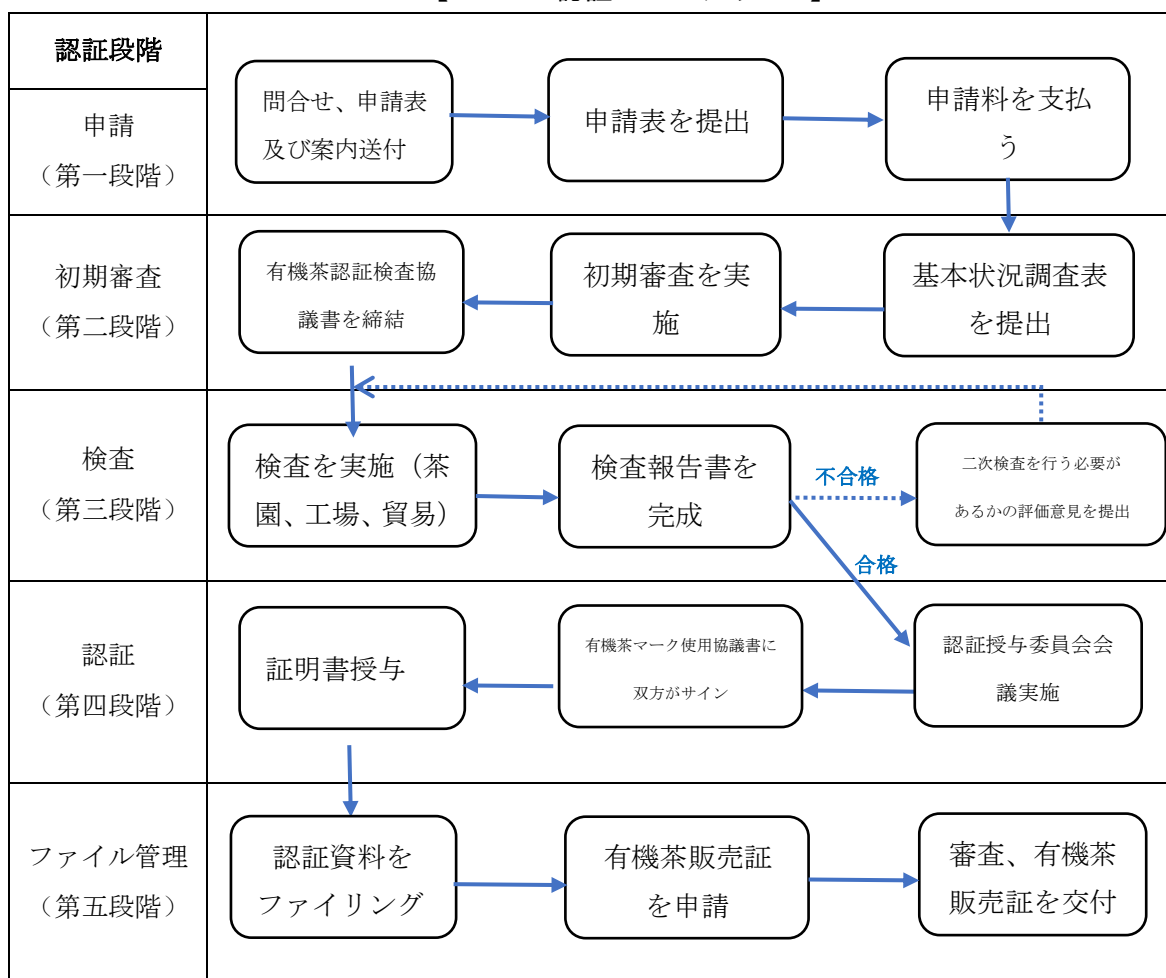 認証段階
申請
（第一段階）
問合せ、申請表
及び案内送付
申請表を提出
申請料を支払
う
初期審査
（第二段階）
有機茶認証検査協
議書を締結
初期審査を実
施
基本状況調査表
を提出
検査
（第三段階）
検査を実施（茶
園、工場、貿易）
検査報告書を
完成
不合格
二次検査を行う必要が
あるかの評価意見を提出
合格
認証
（第四段階）
証明書授与
有機茶マーク使用協議書に
双方がサイン
認証授与委員会会
議実施
ファイル管理
（第五段階）
認証資料を
ファイリング
有機茶販売証
を申請
審査、有機茶
販売証を交付